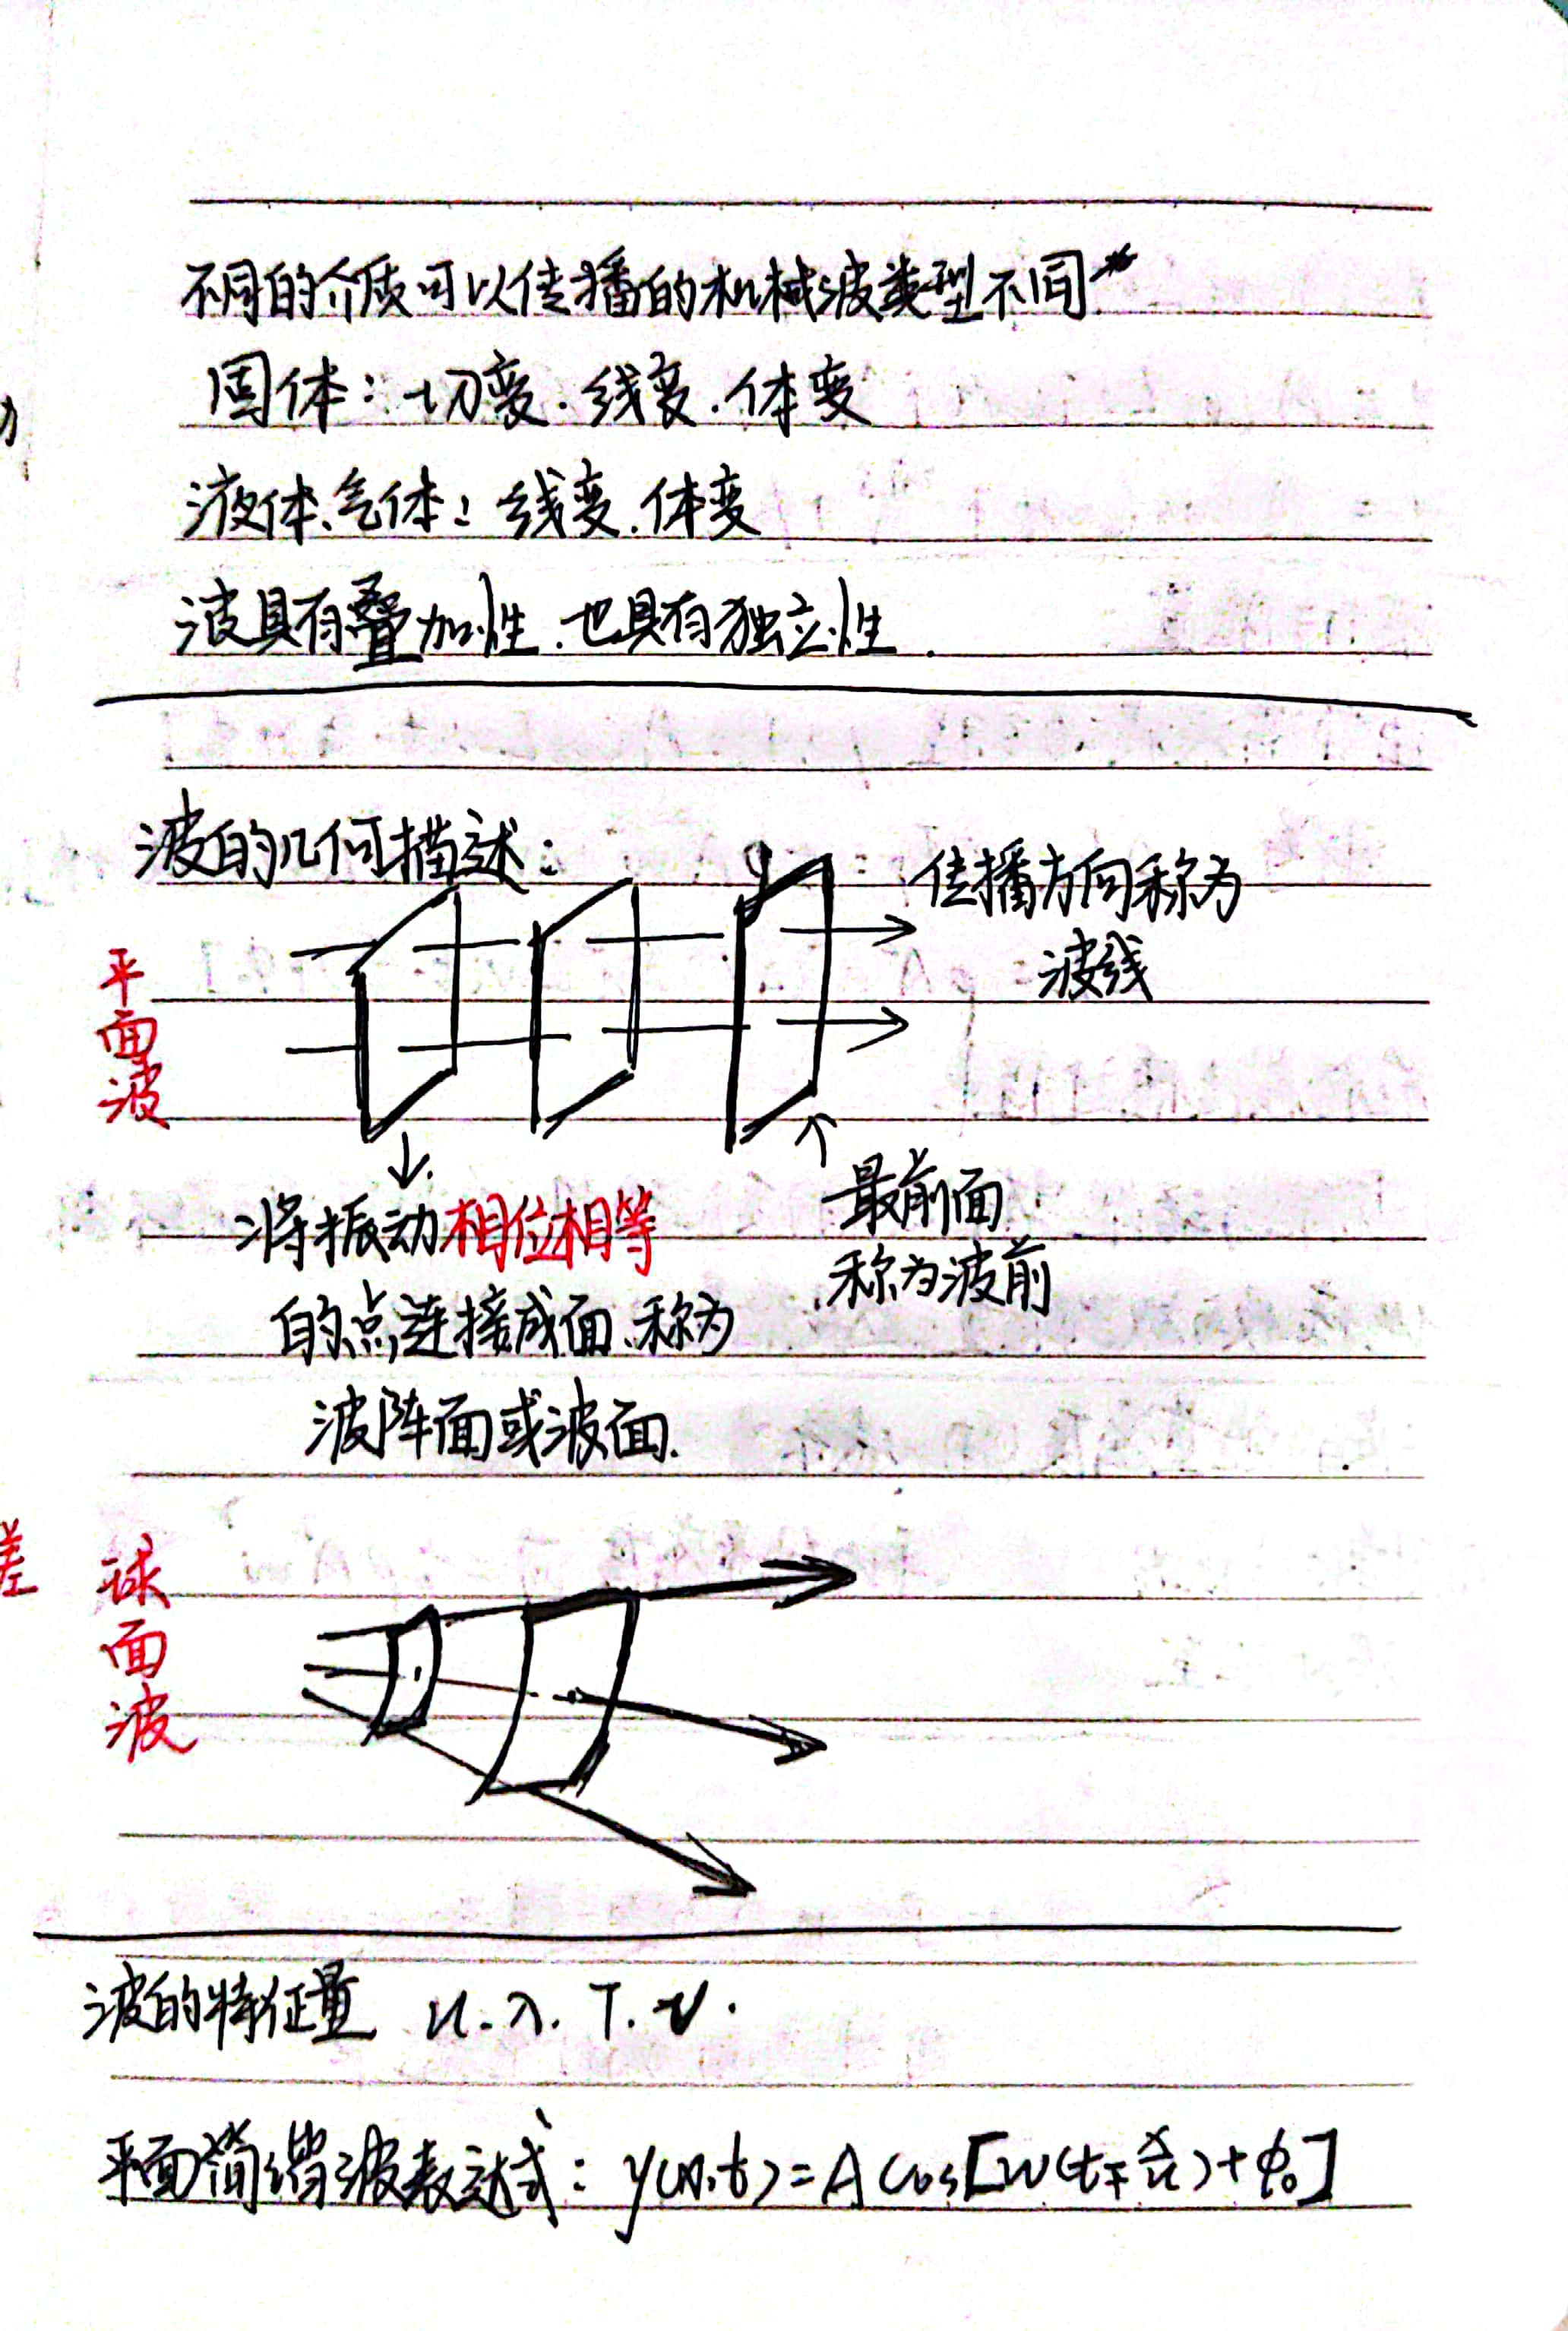 不同的介质可以传播的机械波类型不同*
固体：切变.线变.体变
液体、气体：线变.体变
波具有叠加性.也具有独立性.
波的几何描述：
传播方向称为
波线
平面波
将振动相位相等
的点连接成面、称为
波阵面或波面.
最前面
称为波前
差
球面波
波的特征量 u.λ.T.ν.
平面简谐波表达式：y(x,t)=A cos[ω(t∓x/u)+φ₀]